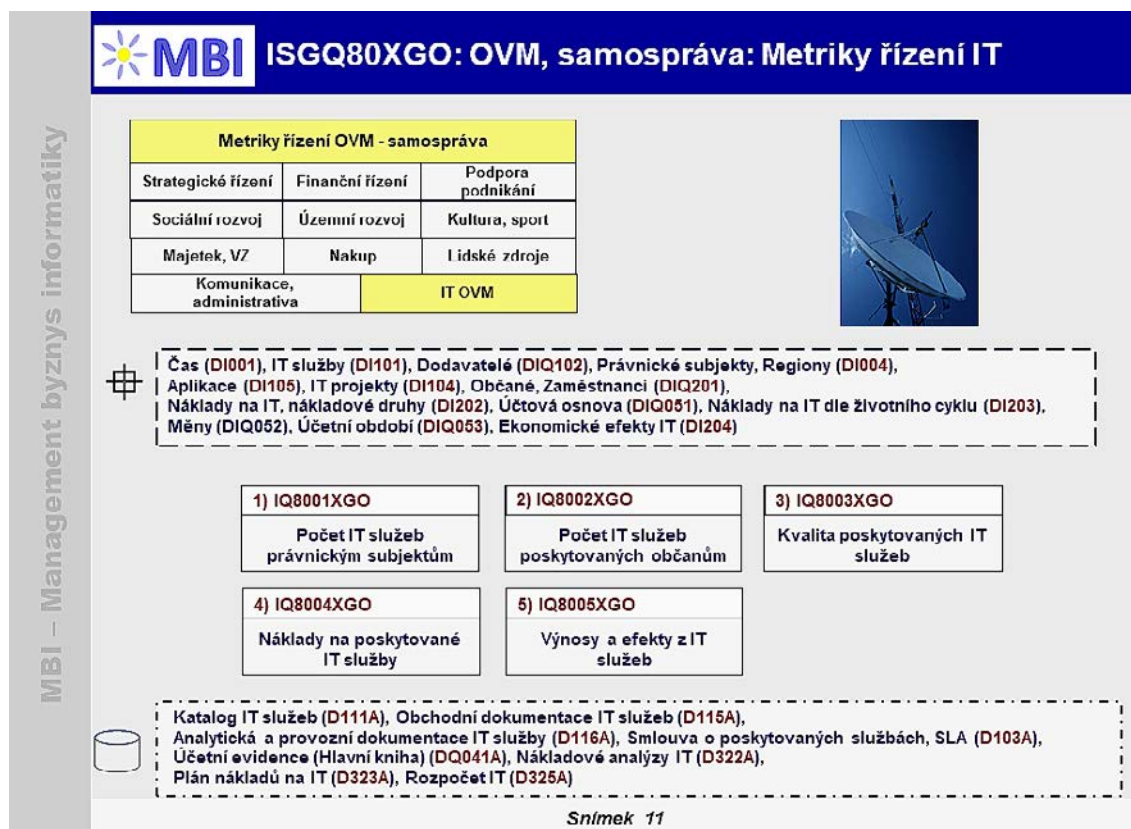 MBI – Management byznys informatiky
MBI
ISGQ80XGO: OVM, samospráva: Metriky řízení IT
Metriky řízení OVM - samospráva
Strategické řízení
Finanční řízení
Podpora
podnikání
Sociální rozvoj
Územní rozvoj
Kultura, sport
Majetek, VZ
Nakup
Lidské zdroje
Komunikace,
administrativa
IT OVM
Čas (DI001), IT služby (DI101), Dodavatelé (DIQ102), Právnické subjekty, Regiony (DI004),
Aplikace (DI105), IT projekty (DI104), Občané, Zaměstnanci (DIQ201),
Náklady na IT, nákladové druhy (DI202), Účtová osnova (DIQ051), Náklady na IT dle životního cyklu (DI203),
Měny (DIQ052), Účetní období (DIQ053), Ekonomické efekty IT (DI204)
1) IQ8001XGO
Počet IT služeb
právnickým subjektům
2) IQ8002XGO
Počet IT služeb
poskytovaných občanům
3) IQ8003XGO
Kvalita poskytovaných IT
služeb
4) IQ8004XGO
Náklady na poskytované
IT služby
5) IQ8005XGO
Výnosy a efekty z IT
služeb
Katalog IT služeb (D111A), Obchodní dokumentace IT služeb (D115A),
Analytická a provozní dokumentace IT služby (D116A), Smlouva o poskytovaných službách, SLA (D103A),
Účetní evidence (Hlavní kniha) (DQ041A), Nákladové analýzy IT (D322A),
Plán nákladů na IT (D323A), Rozpočet IT (D325A)
Snímek 11